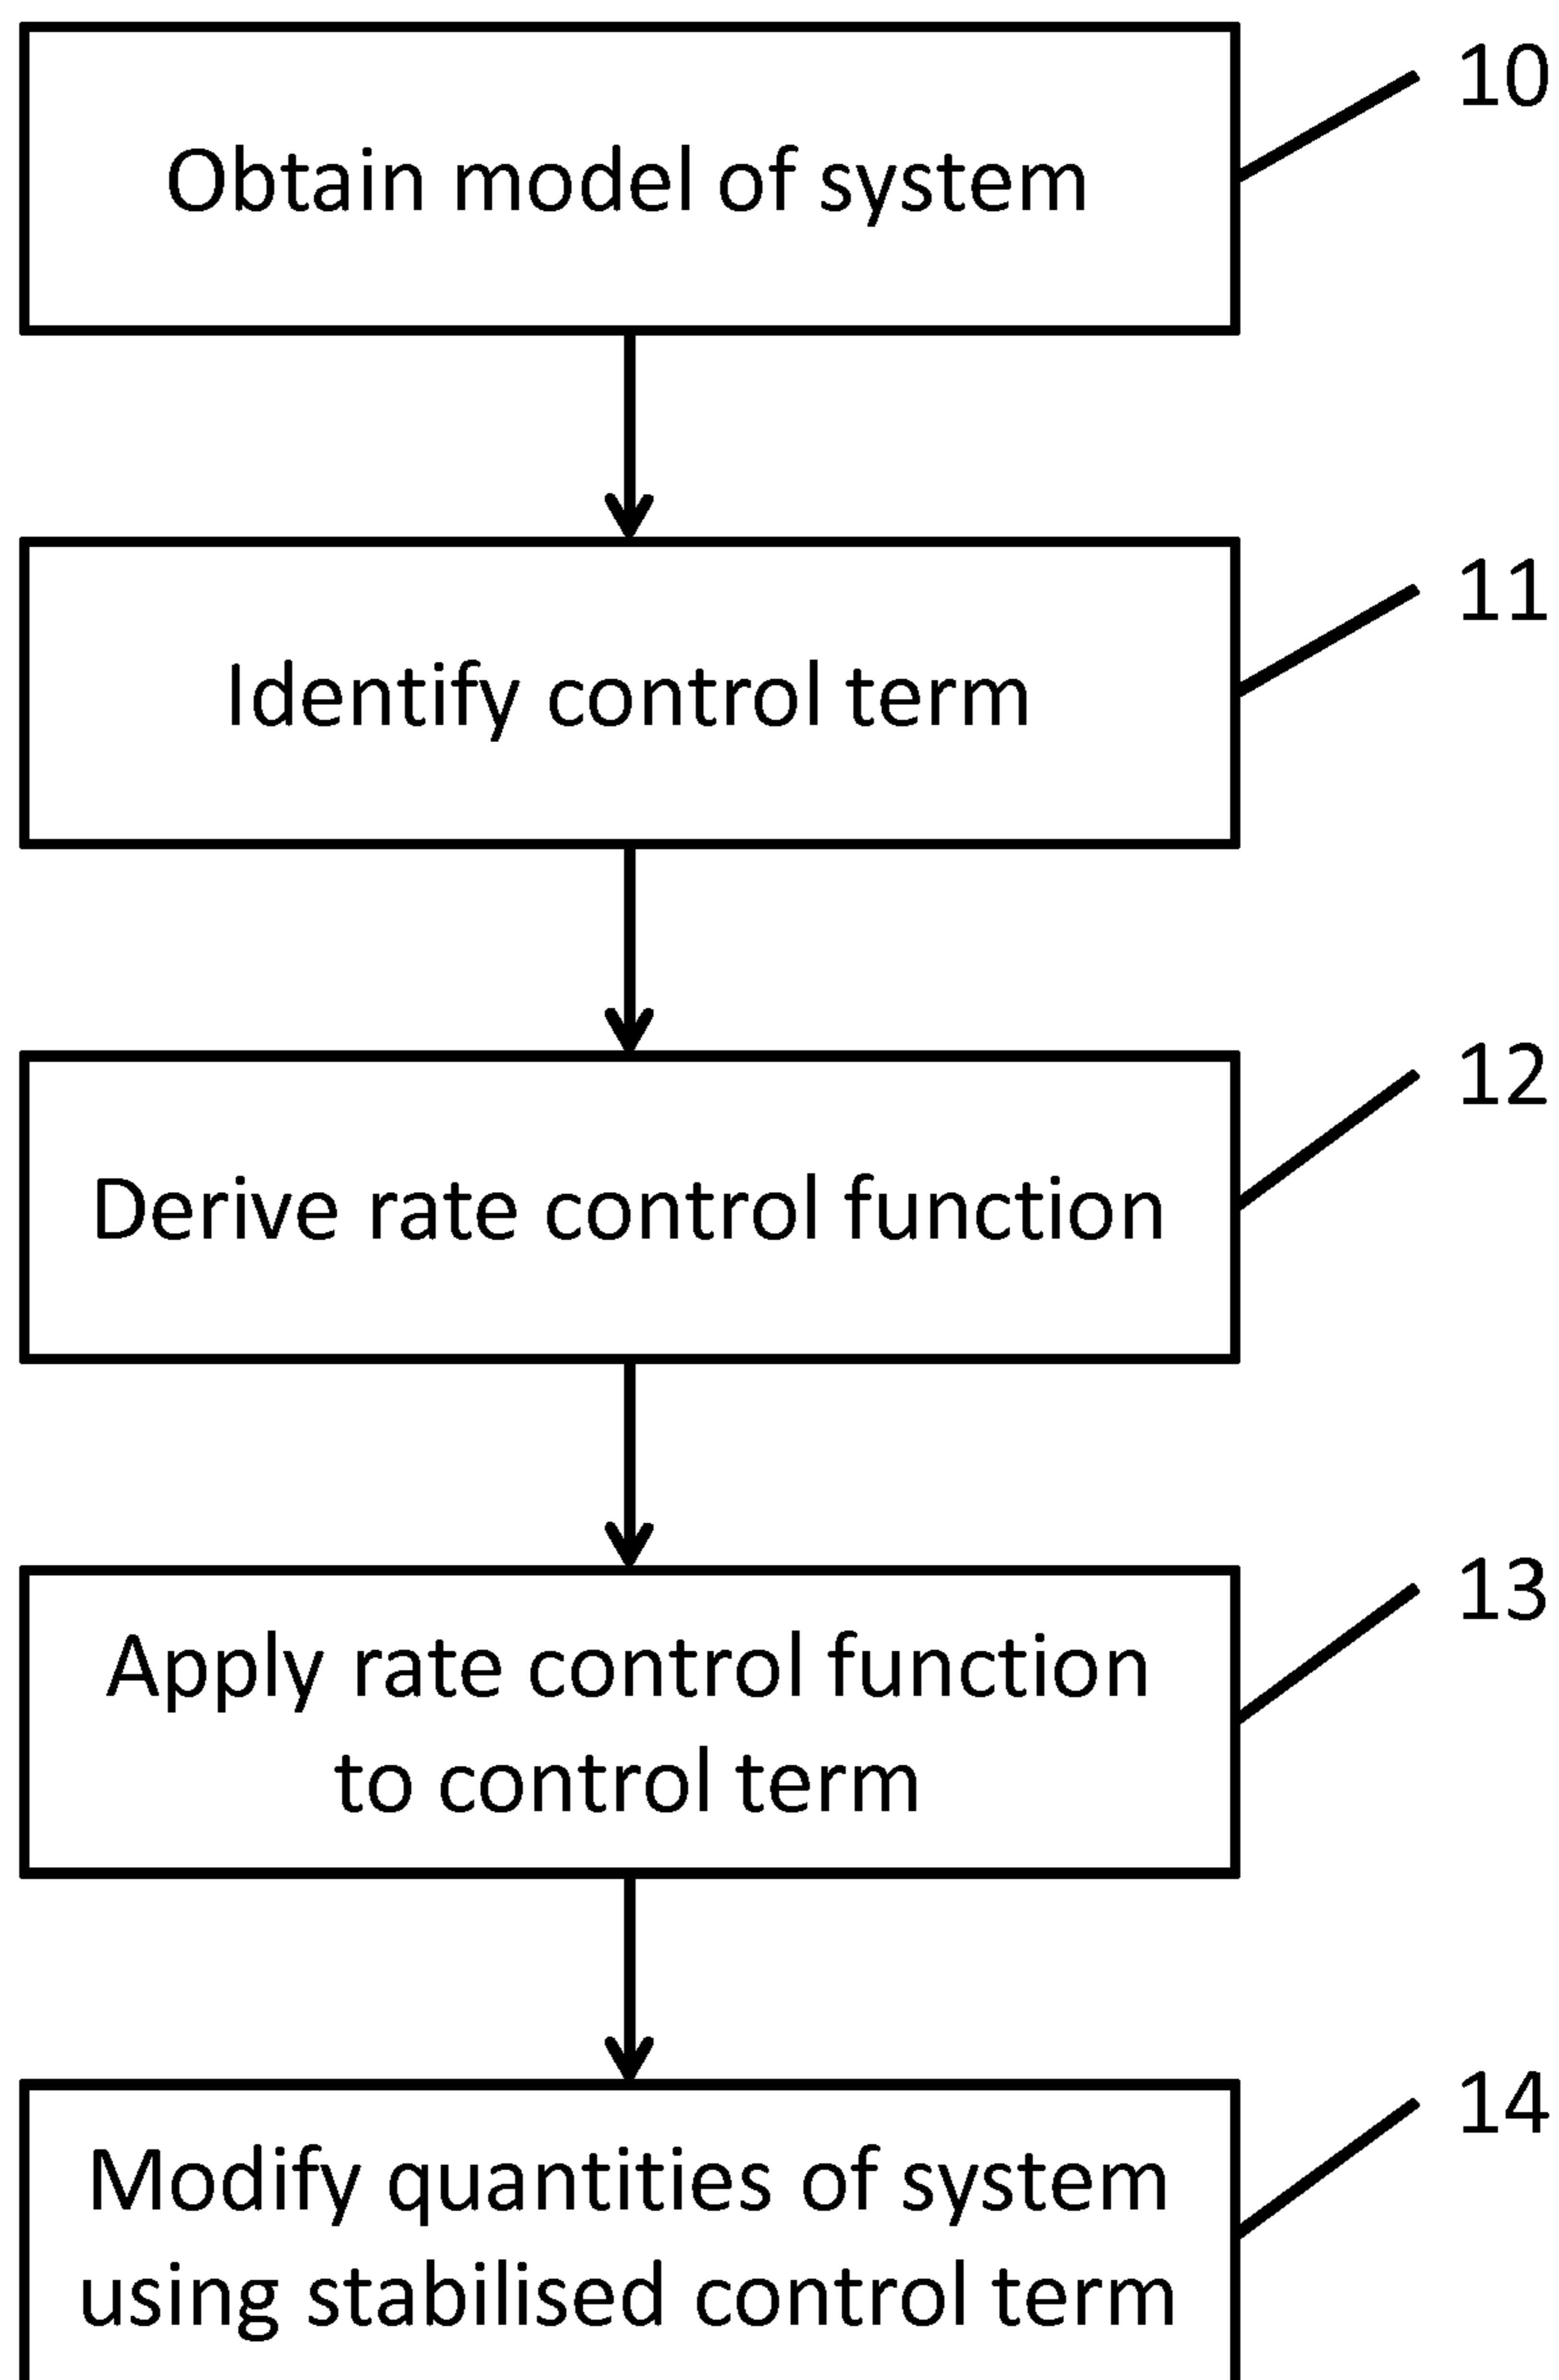 10
Obtain model of system
11
Identify control term
12
Derive rate control function
13
Apply rate control function
to control term
14
Modify quantities of system
using stabilised control term